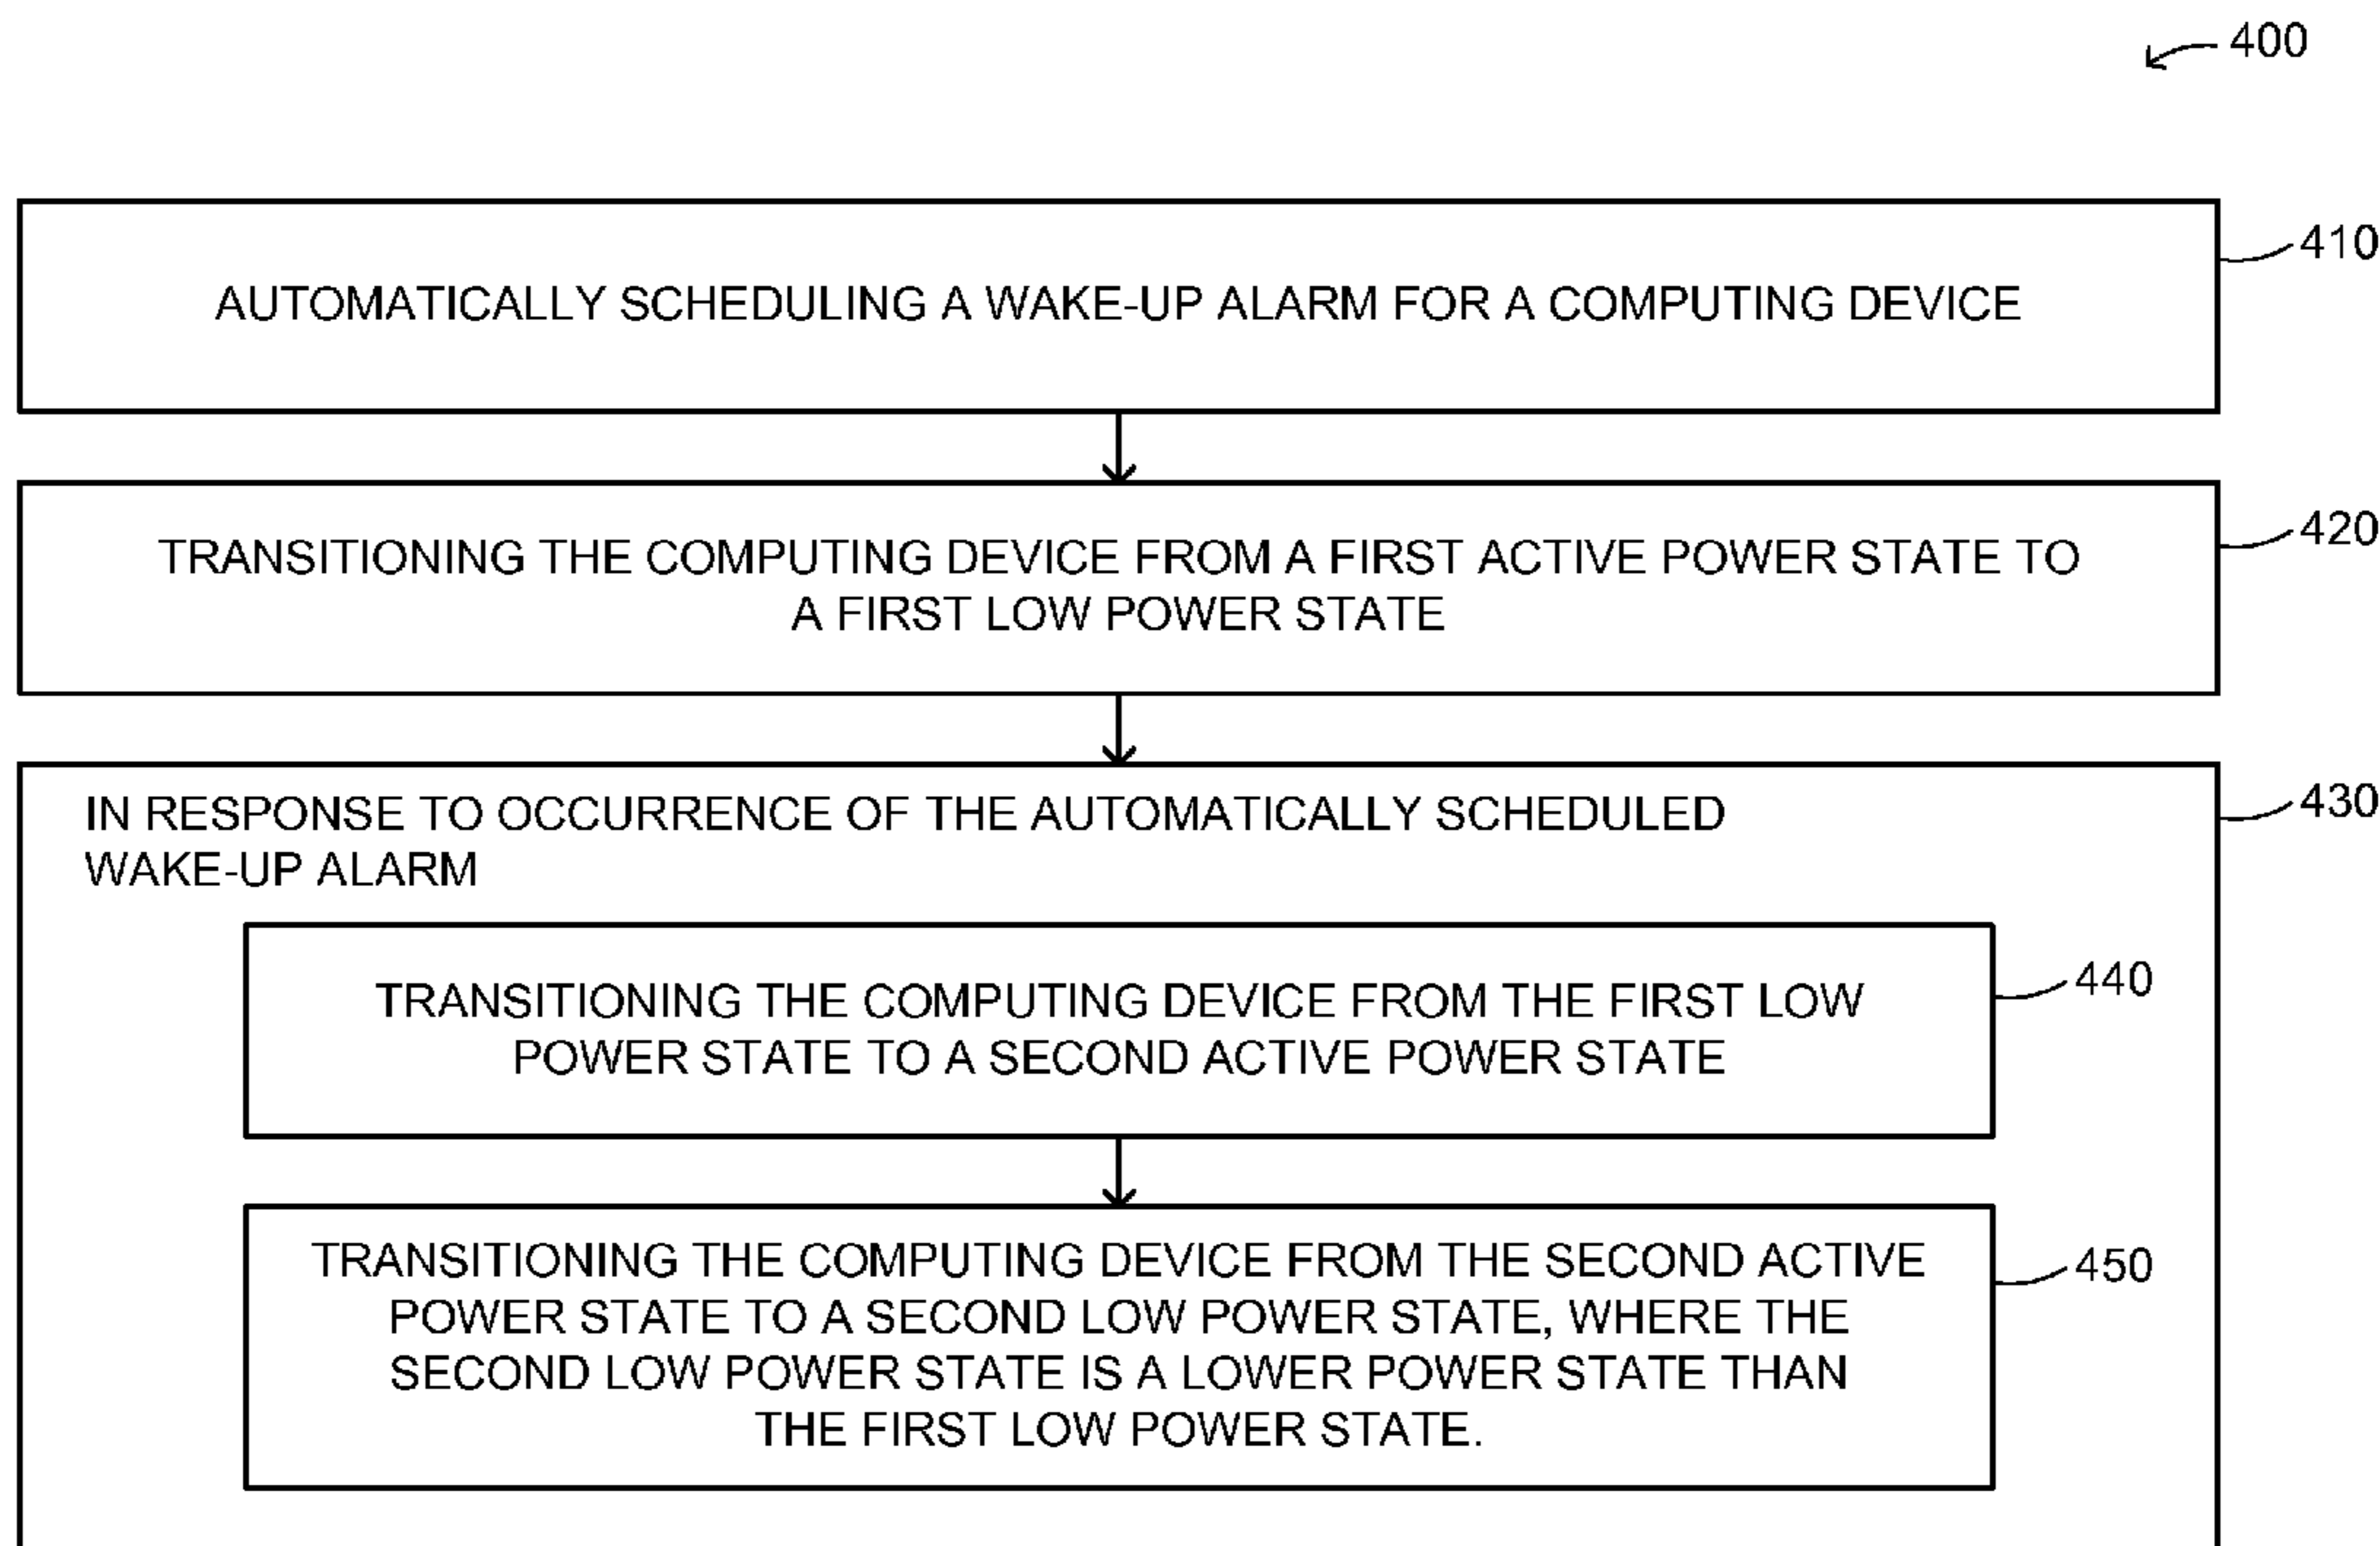 400
410
AUTOMATICALLY SCHEDULING A WAKE-UP ALARM FOR A COMPUTING DEVICE
420
TRANSITIONING THE COMPUTING DEVICE FROM A FIRST ACTIVE POWER STATE TO
A FIRST LOW POWER STATE
430
IN RESPONSE TO OCCURRENCE OF THE AUTOMATICALLY SCHEDULED
WAKE-UP ALARM
440
TRANSITIONING THE COMPUTING DEVICE FROM THE FIRST LOW
POWER STATE TO A SECOND ACTIVE POWER STATE
450
TRANSITIONING THE COMPUTING DEVICE FROM THE SECOND ACTIVE
POWER STATE TO A SECOND LOW POWER STATE, WHERE THE
SECOND LOW POWER STATE IS A LOWER POWER STATE THAN
THE FIRST LOW POWER STATE.